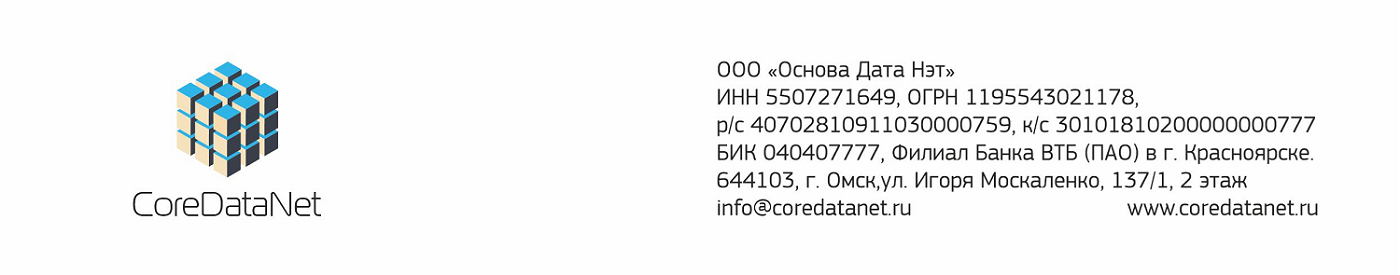 CoreDataNet
ООО «Основа Дата Нэт»
ИНН 5507271649, ОГРН 1195543021178,
р/с 40702810911030000759, к/с 30101810200000000777
БИК 040407777, Филиал Банка ВТБ (ПАО) в г. Красноярске.
644103, г. Омск,ул. Игоря Москаленко, 137/1, 2 этаж
info@coredatanet.ru www.coredatanet.ru